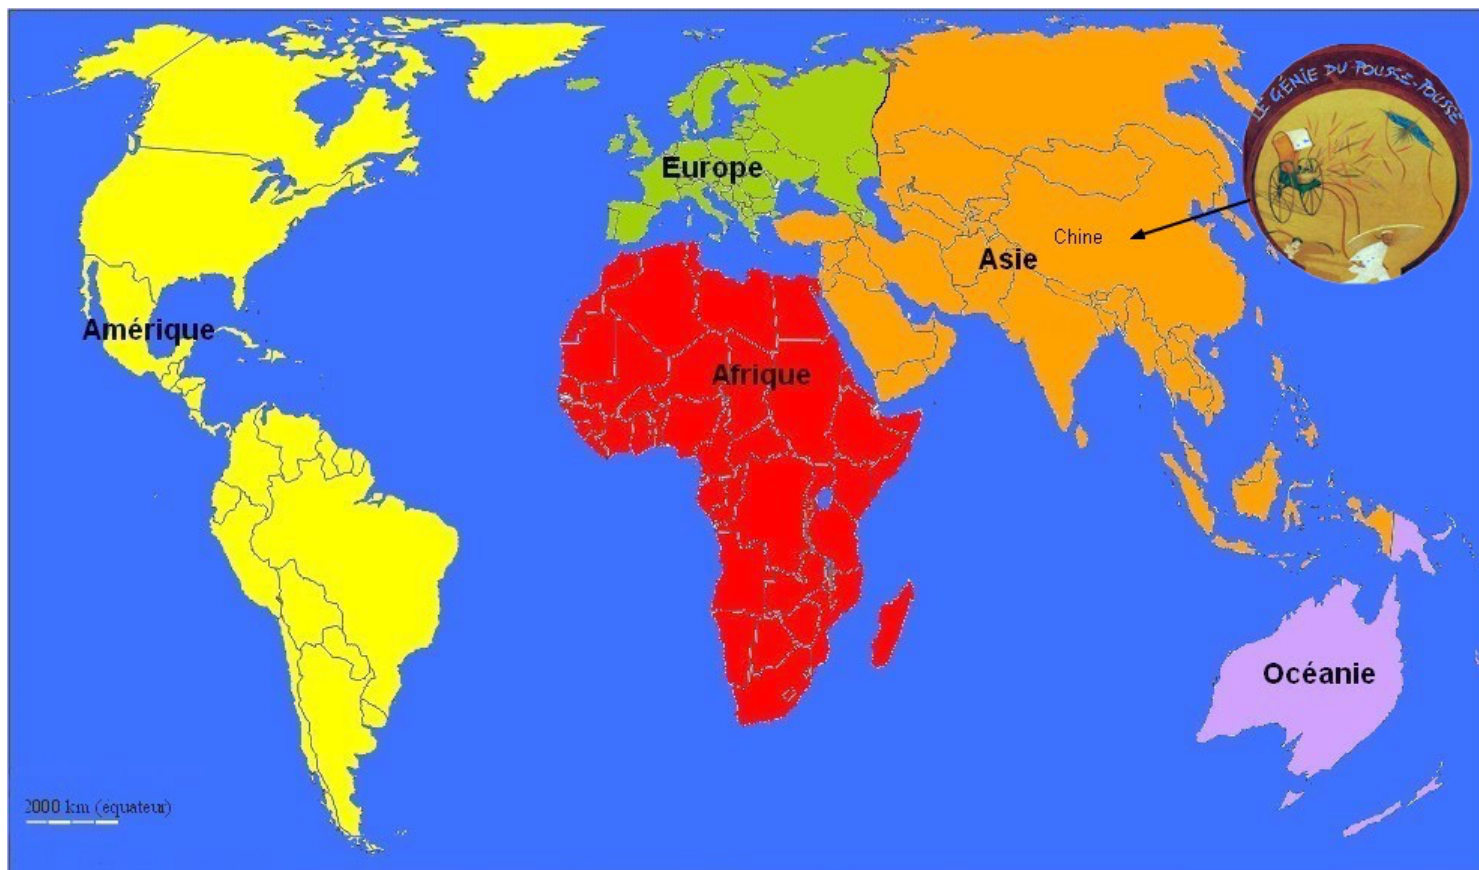 LE GÉNIE DU POUSSE-POUSSE
Europe
Chine
Asie
Amérique
Afrique
Océanie
2000 km (équateur)